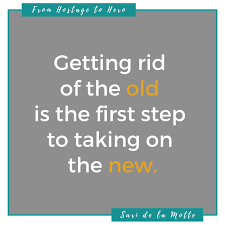 From Hostage to Hero
Getting rid
of the old
is the first step
to taking on
the new.
Sari de la Motte